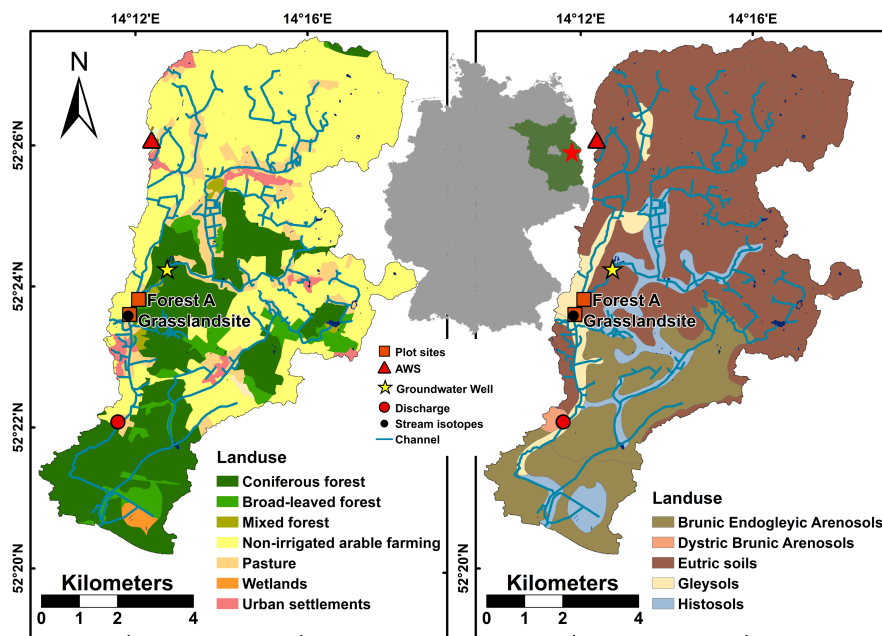 14°12'E
14°16'E
14°12'E
14°16'E
N
52°26'N
52°24'N
52°22'N
52°20'N
Forest A
Grasslandsite
Plot sites
AWS
Groundwater Well
Discharge
Stream isotopes
Channel
Landuse
Coniferous forest
Broad-leaved forest
Mixed forest
Non-irrigated arable farming
Pasture
Wetlands
Urban settlements
Kilometers
0 1 2 4
52°26'N
52°24'N
52°22'N
52°20'N
Forest A
Grasslandsite
Landuse
Brunic Endogleyic Arenosols
Dystric Brunic Arenosols
Eutric soils
Gleysols
Histosols
Kilometers
0 1 2 4